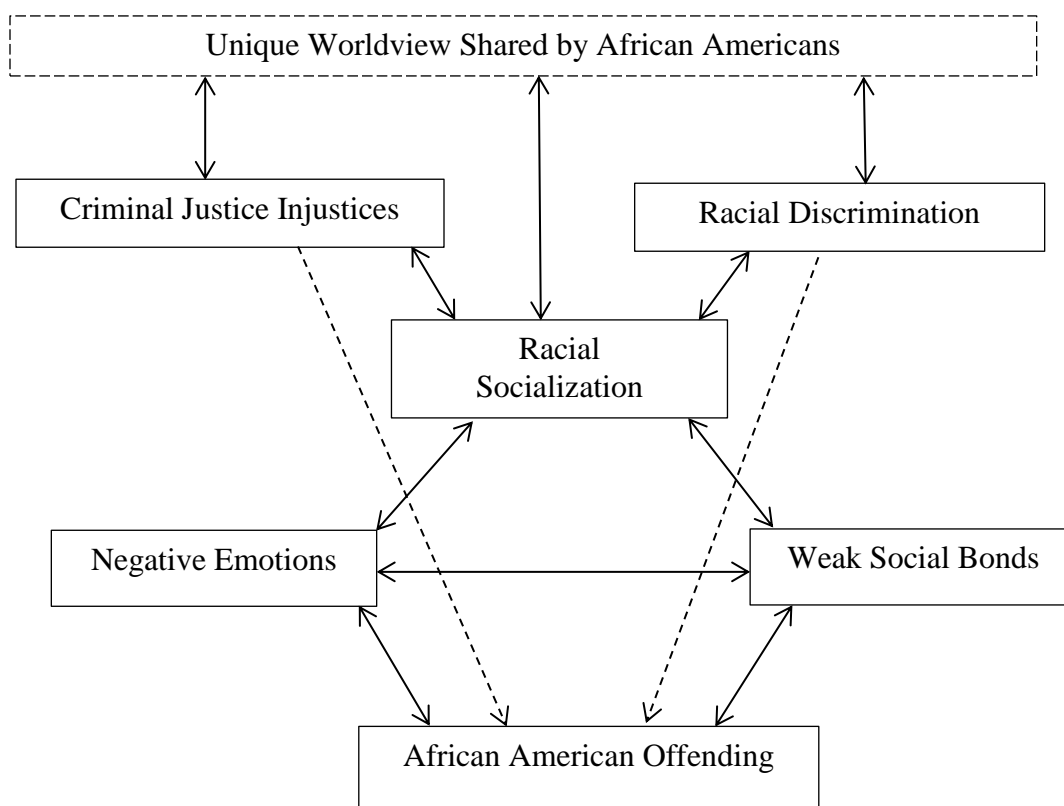 Unique Worldview Shared by African Americans
Criminal Justice Injustices
Racial Discrimination
Racial
Socialization
Negative Emotions
Weak Social Bonds
African American Offending